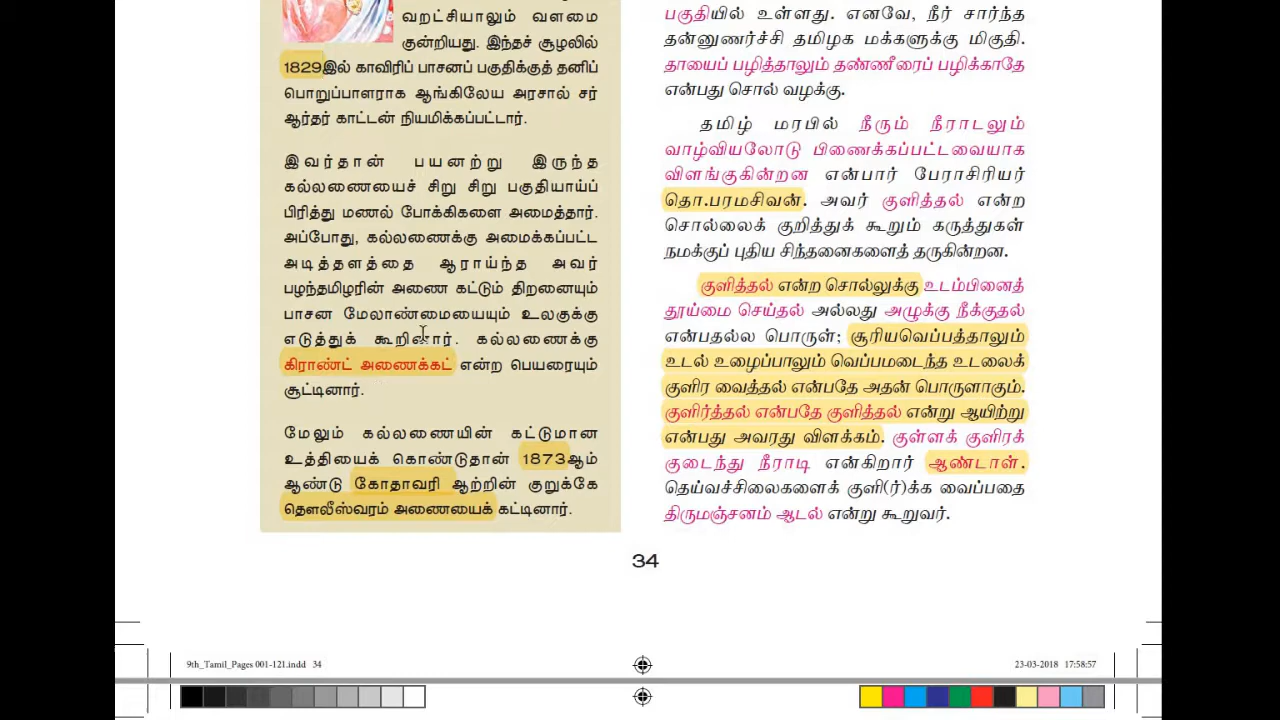 வறட்சியாலும் வளமை
குன்றியது. இந்தச் சூழலில்
1829இல் காவிரிப் பாசனப் பகுதிக்குத் தனிப்
பொறுப்பாளராக ஆங்கிலேய அரசால் சர்
ஆர்தர் காட்டன் நியமிக்கப்பட்டார்.
இவர்தான் பயனற்று இருந்த
கல்லணையைச் சிறு சிறு பகுதியாய்ப்
பிரித்து மணல் போக்கிகளை அமைத்தார்.
அப்போது, கல்லணைக்கு அமைக்கப்பட்ட
அடித்தளத்தை ஆராய்ந்த அவர்
பழந்தமிழரின் அணை கட்டும் திறனையும்
பாசன மேலாண்மையையும் உலகுக்கு
எடுத்துக் கூறினார். கல்லணைக்கு
கிராண்ட் அணைக்கட் என்ற பெயரையும்
சூட்டினார்.
மேலும் கல்லணையின் கட்டுமான
உத்தியைக் கொண்டுதான் 1873ஆம்
ஆண்டு கோதாவரி ஆற்றின் குறுக்கே
தௌலீஸ்வரம் அணையைக் கட்டினார்.
பகுதியில் உள்ளது. எனவே, நீர் சார்ந்த
தன்னுணர்ச்சி தமிழக மக்களுக்கு மிகுதி.
தாயைப் பழித்தாலும் தண்ணீரைப் பழிக்காதே
என்பது சொல் வழக்கு.
தமிழ் மரபில் நீரும் நீராடலும்
வாழ்வியலோடு பிணைக்கப்பட்டவையாக
விளங்குகின்றன என்பார் பேராசிரியர்
தொ.பரமசிவன். அவர் குளித்தல் என்ற
சொல்லைக் குறித்துக் கூறும் கருத்துகள்
நமக்குப் புதிய சிந்தனைகளைத் தருகின்றன.
குளித்தல் என்ற சொல்லுக்கு உடம்பினைத்
தூய்மை செய்தல் அல்லது அழுக்கு நீக்குதல்
என்பதல்ல பொருள்; சூரியவெப்பத்தாலும்
உடல் உழைப்பாலும் வெப்பமடைந்த உடலைக்
குளிர வைத்தல் என்பதே அதன் பொருளாகும்.
குளிர்த்தல் என்பதே குளித்தல் என்று ஆயிற்று
என்பது அவரது விளக்கம். குள்ளக் குளிரக்
குடைந்து நீராடி என்கிறார் ஆண்டாள்.
தெய்வச்சிலைகளைக் குளி(ர்)க்க வைப்பதை
திருமஞ்சனம் ஆடல் என்று கூறுவர்.
34
9th_Tamil_Pages 001-121.indd 34
23-03-2018 17:58:57